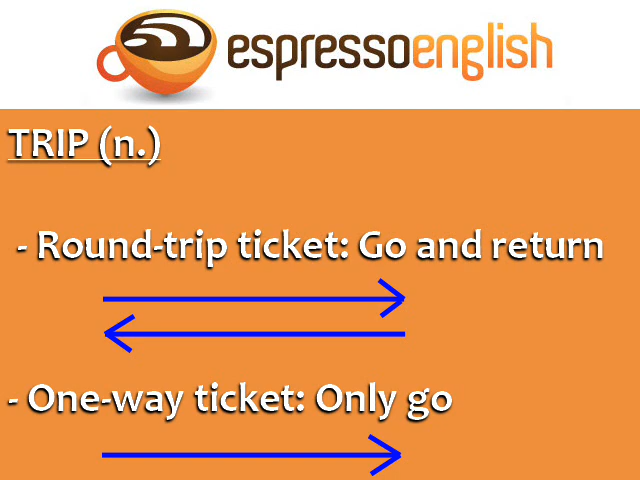 espressoenglish
TRIP (n.)
- Round-trip ticket: Go and return
- One-way ticket: Only go